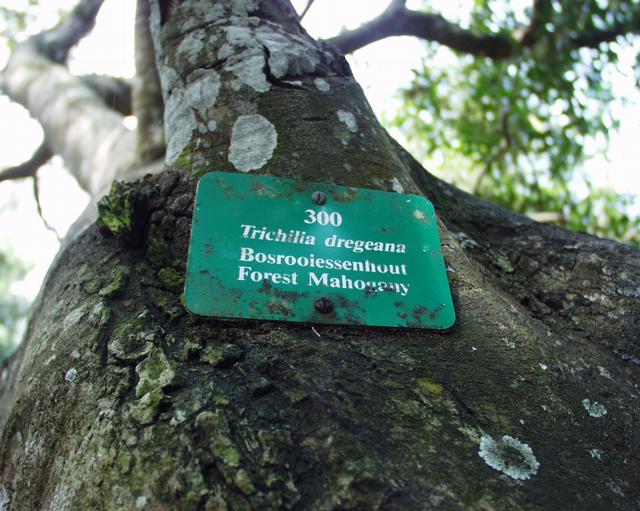 300
Trichilia dregeana
Bosrooiessenhout
Forest Mahogany